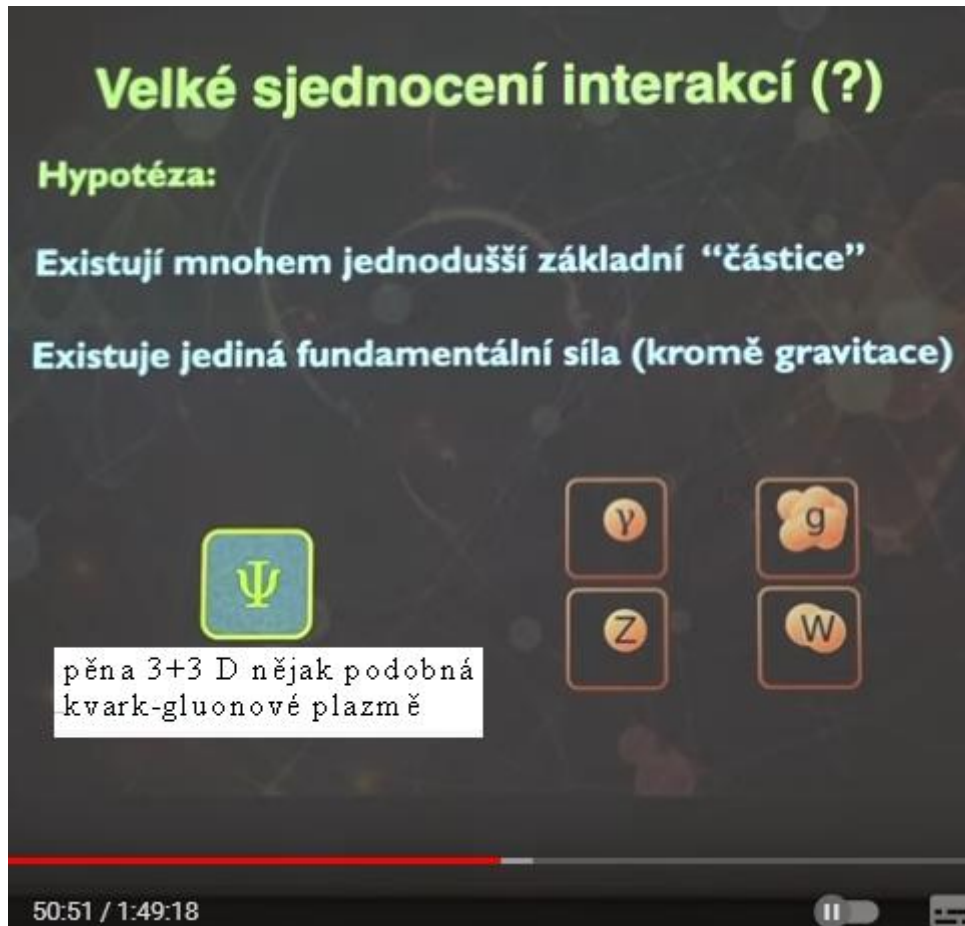 Velké sjednocení interakcí (?)
Hypotéza:
Existují mnohem jednodušší základní “částice”
Existuje jediná fundamentální síla (kromě gravitace)
γ g
Ψ
Z W
pěna 3+3 D nějak podobná
kvark-gluonové plazmě
50:51 / 1:49:18